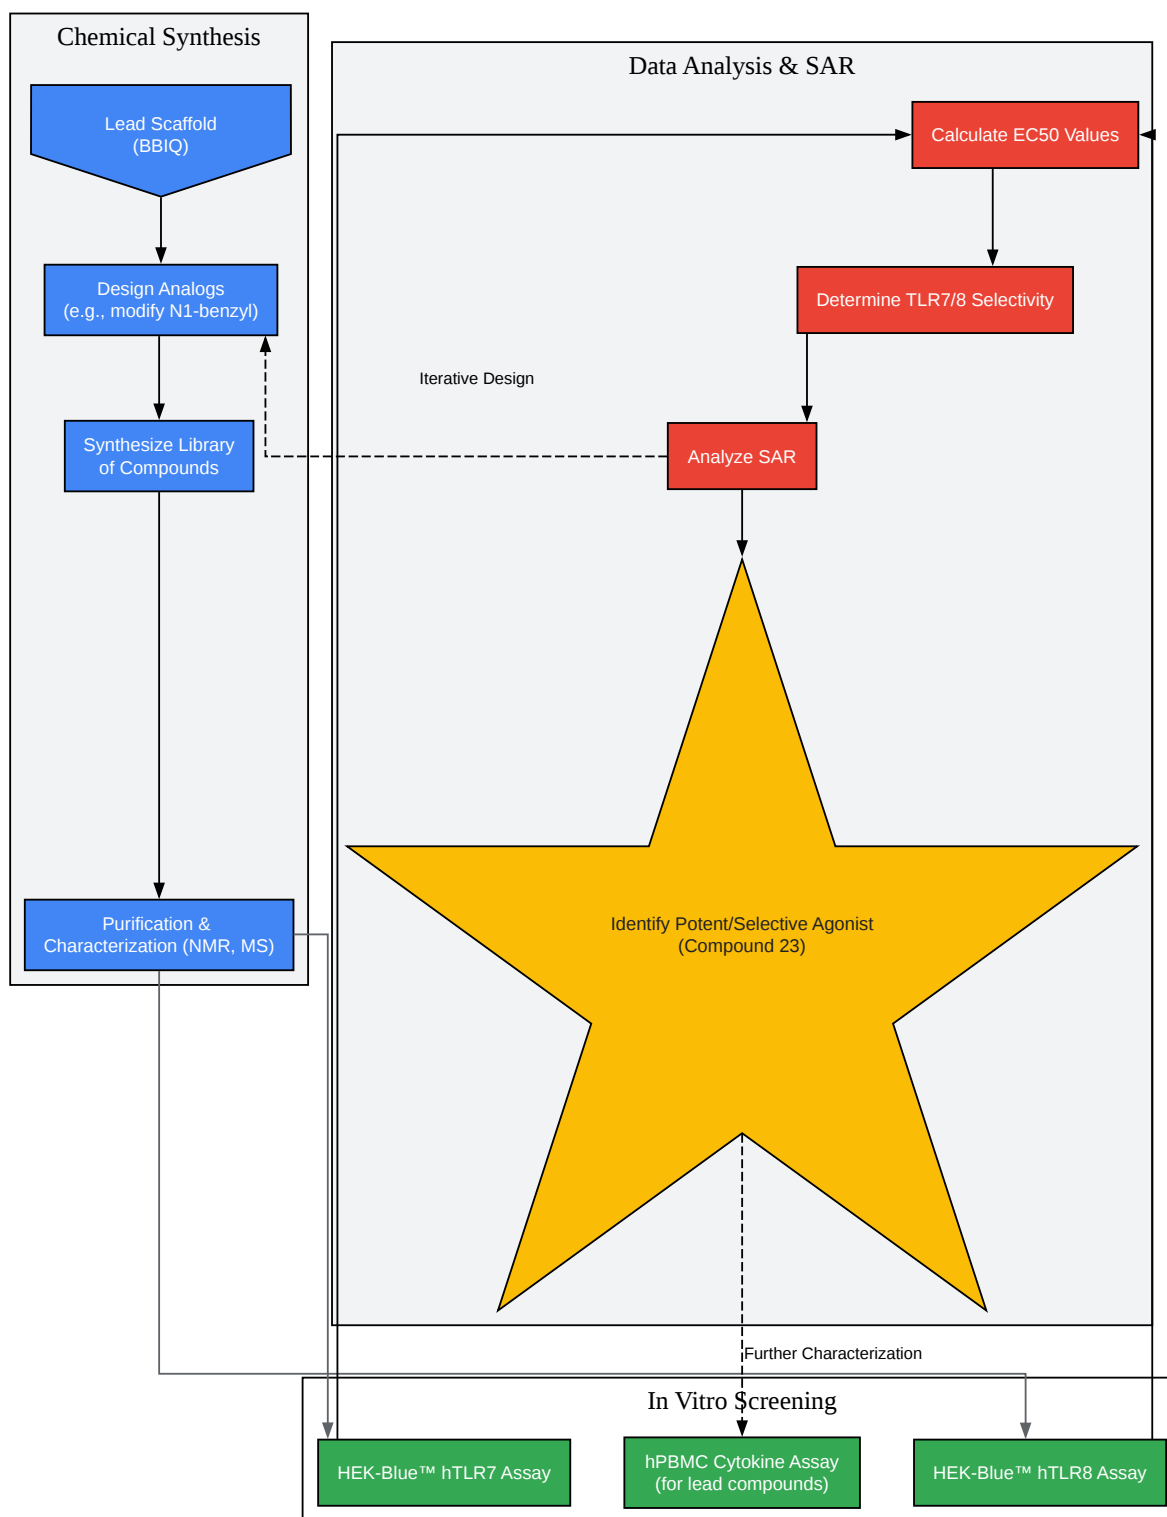 Chemical Synthesis
Lead Scaffold
(BBIQ)
Design Analogs
(e.g., modify N1-benzyl)
Synthesize Library
of Compounds
Purification &
Characterization (NMR, MS)
Data Analysis & SAR
Calculate EC50 Values
Determine TLR7/8 Selectivity
Iterative Design
Analyze SAR
Identify Potent/Selective Agonist
(Compound 23)
Further Characterization
In Vitro Screening
HEK-Blue™ hTLR7 Assay
hPBMC Cytokine Assay
(for lead compounds)
HEK-Blue™ hTLR8 Assay